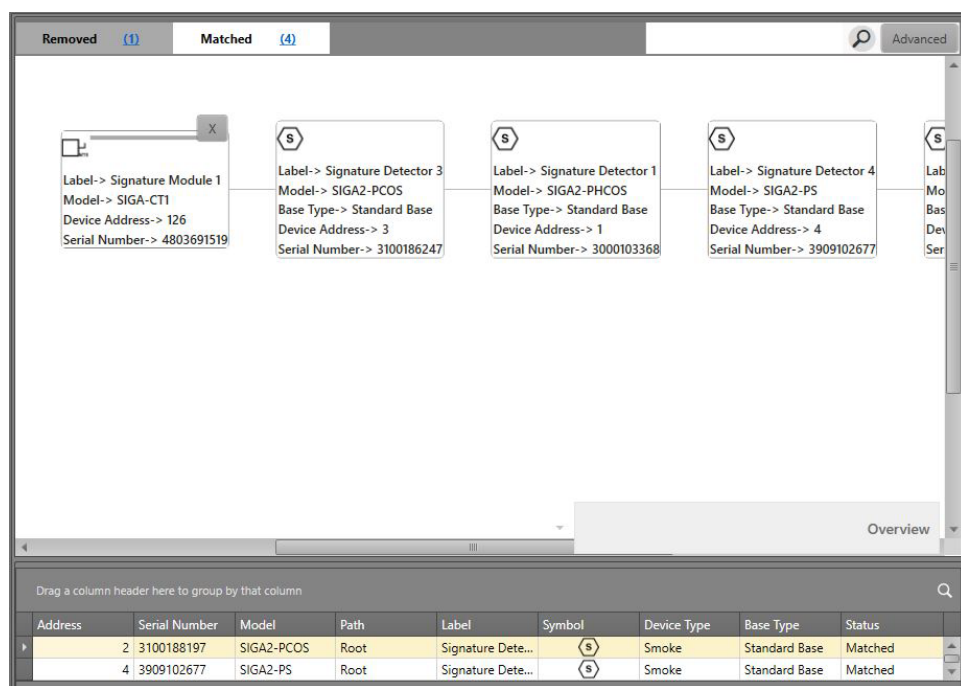 Removed (1) Matched (4) Advanced
X
Label-> Signature Module 1
Model-> SIGA-CT1
Device Address-> 126
Serial Number-> 4803691519
S
Label-> Signature Detector 3
Model-> SIGA2-PCOS
Base Type-> Standard Base
Device Address-> 3
Serial Number-> 3100186247
S
Label-> Signature Detector 1
Model-> SIGA2-PHCOS
Base Type-> Standard Base
Device Address-> 1
Serial Number-> 3000103368
S
Label-> Signature Detector 4
Model-> SIGA2-PS
Base Type-> Standard Base
Device Address-> 4
Serial Number-> 3909102677
S
Lab
Mo
Bas
Dev
Ser
Overview
Drag a column header here to group by that column
Address Serial Number Model Path Label Symbol Device Type Base Type Status
2 3100188197 SIGA2-PCOS Root Signature Dete... S Smoke Standard Base Matched
4 3909102677 SIGA2-PS Root Signature Dete... S Smoke Standard Base Matched